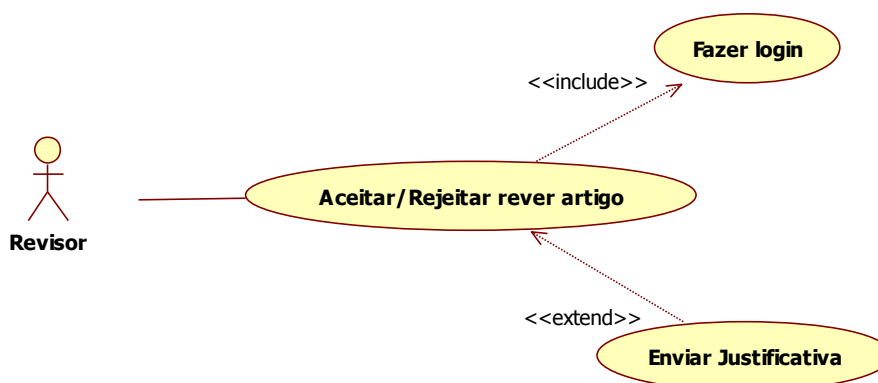 Fazer login
<<include>>
Aceitar/Rejeitar rever artigo
Revisor
<<extend>>
Enviar Justificativa